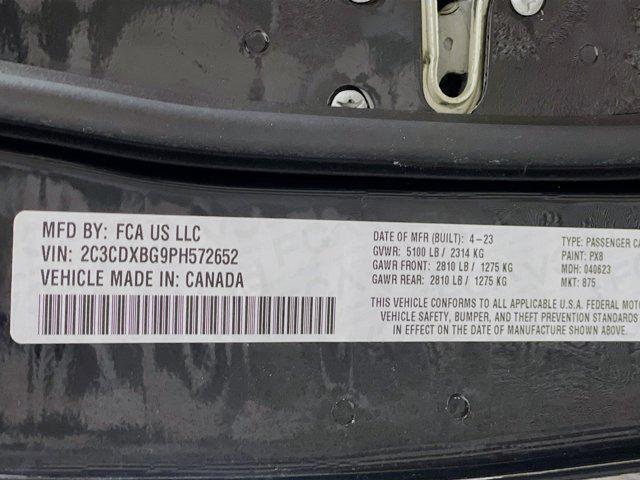 MFD BY: FCA US LLC
VIN: 2C3CDXBG9PH572652
VEHICLE MADE IN: CANADA
DATE OF MFR (BUILT): 4-23
GVWR: 5100 LB / 2314 KG
GAWR FRONT: 2810 LB / 1275 KG
GAWR REAR: 2810 LB / 1275 KG
TYPE: PASSENGER
PAINT: PX8
MDH: 040623
MKT: 875
THIS VEHICLE CONFORMS TO ALL APPLICABLE U.S.A. FEDERAL
VEHICLE SAFETY, BUMPER, AND THEFT PREVENTION STANDARDS
IN EFFECT ON THE DATE OF MANUFACTURE SHOWN ABOVE.